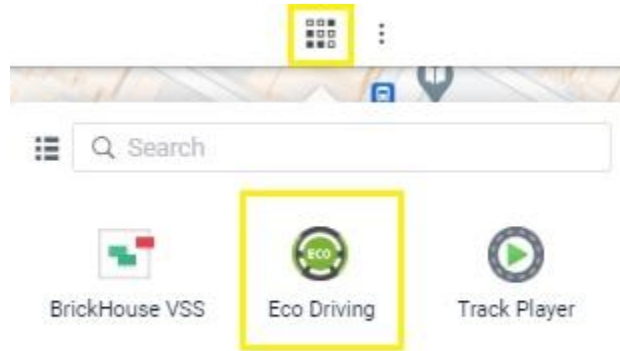 Search
ECO
BrickHouse VSS
Eco Driving
Track Player